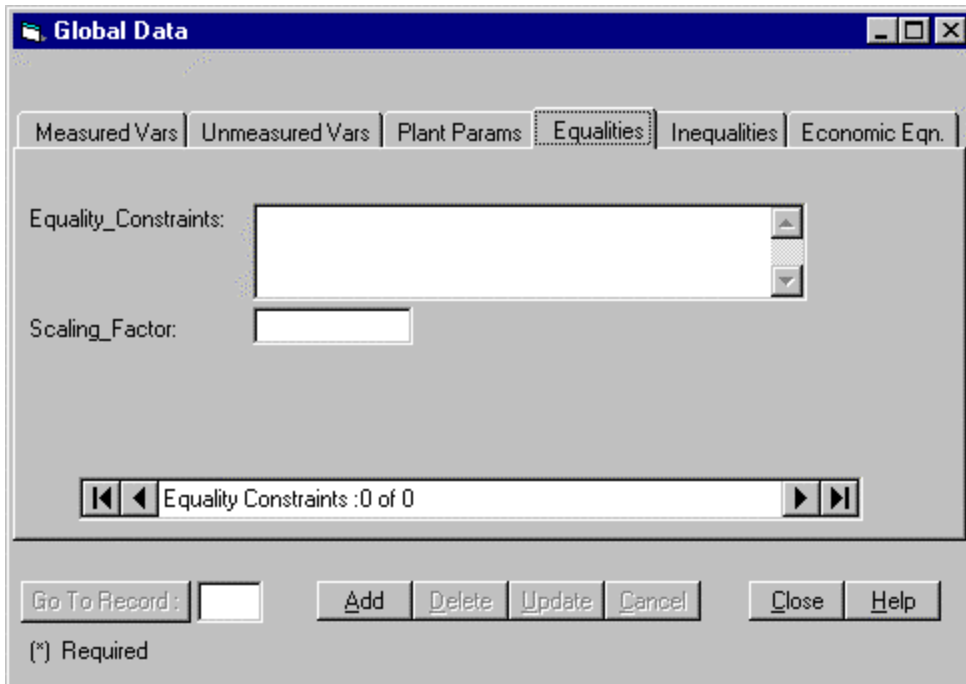 Global Data
Measured Vars Unmeasured Vars Plant Params Equalities Inequalities Economic Eqn.
Equality_Constraints:
Scaling_Factor:
Equality Constraints :0 of 0
Go To Record : Add Delete Update Cancel Close Help
(*) Required